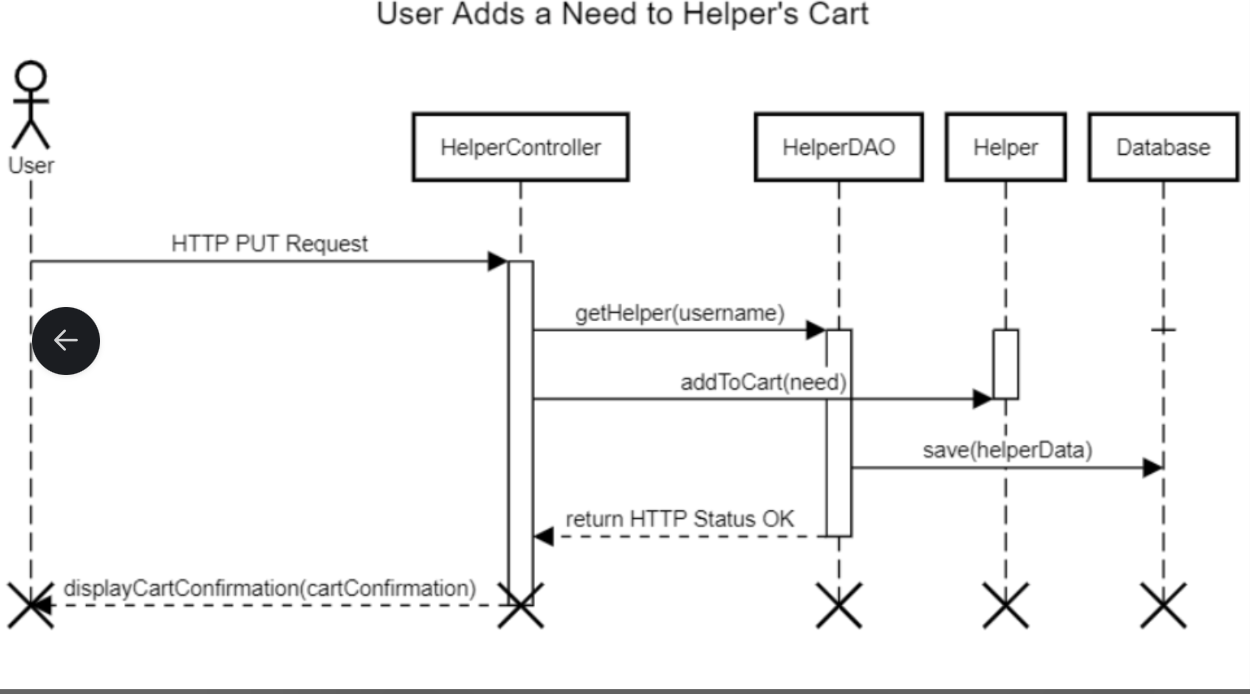 User Adds a Need to Helper's Cart
User
HelperController
HelperDAO
Helper
Database
HTTP PUT Request
getHelper(username)
addToCart(need)
save(helperData)
return HTTP Status OK
displayCartConfirmation(cartConfirmation)